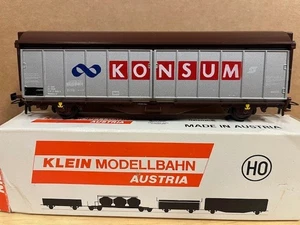 KONSUM
MADE IN AUSTRIA
KLEIN MODELLBAHN
AUSTRIA
HO